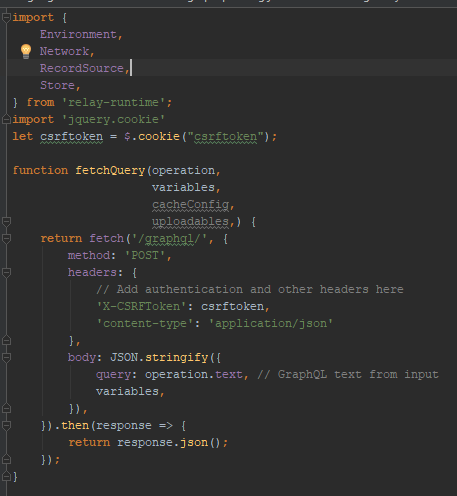 import {
    Environment,
    Network,
    RecordSource,
    Store,
} from 'relay-runtime';
import 'jquery.cookie'
let csrftoken = $.cookie("csrftoken");

function fetchQuery(operation,
                    variables,
                    cacheConfig,
                    uploadables,) {
    return fetch('/graphql/', {
        method: 'POST',
        headers: {
            // Add authentication and other headers here
            'X-CSRFToken': csrftoken,
            'content-type': 'application/json'
        },
        body: JSON.stringify({
            query: operation.text, // GraphQL text from input
            variables,
        }),
    }).then(response => {
        return response.json();
    });
}